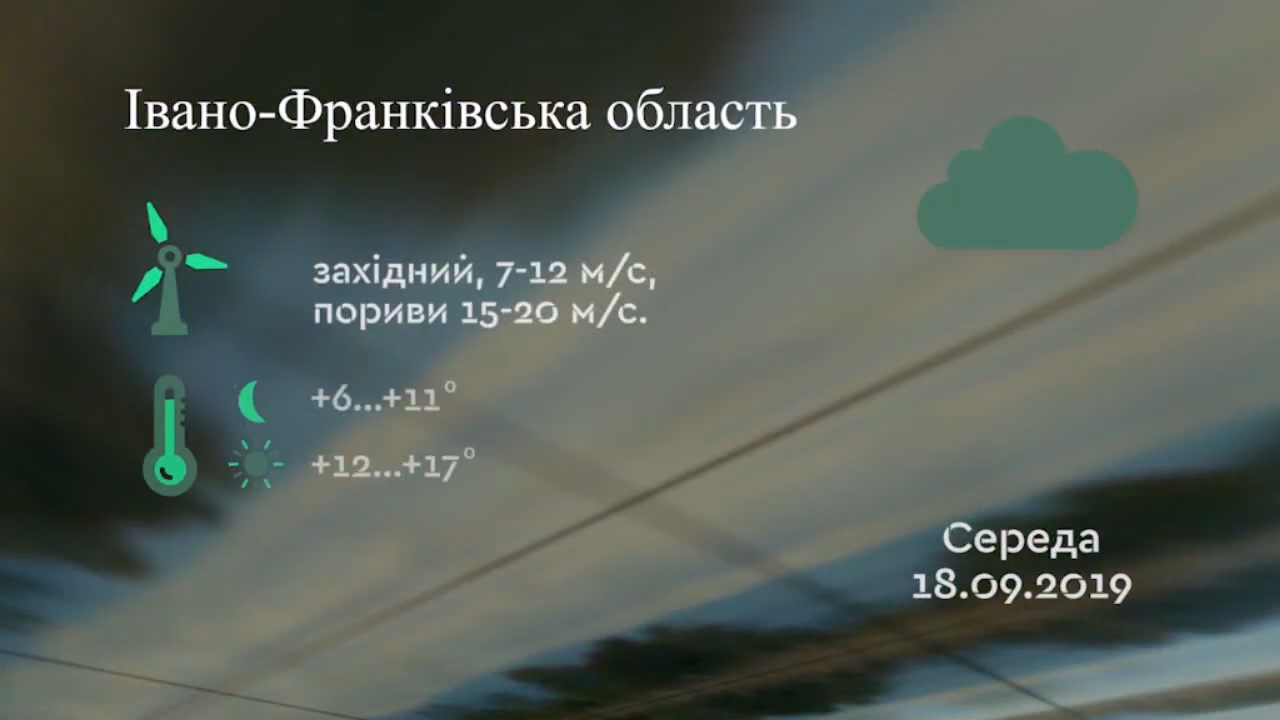 Івано-Франківська область
західний, 7-12 м/с,
пориви 15-20 м/с.
+6...+11°
+12...+17°
Середа
18.09.2019